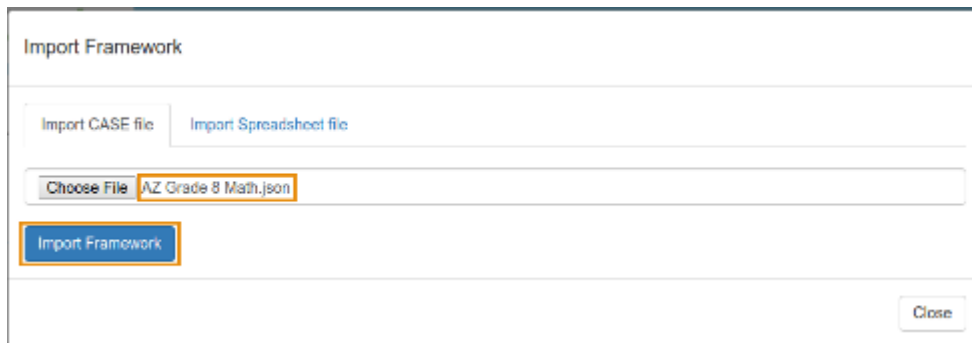 Import Framework
Import CASE file Import Spreadsheet file
Choose File AZ Grade 8 Math.json
Import Framework
Close